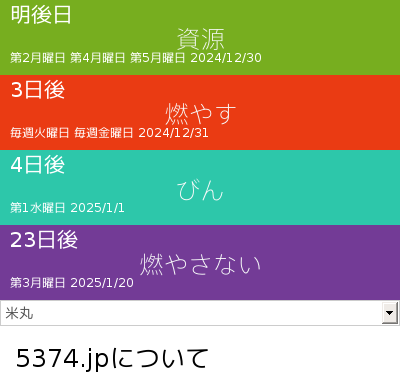 明後日
資源
第2月曜日 第4月曜日 第5月曜日 2024/12/30
3日後
燃やす
毎週火曜日 毎週金曜日 2024/12/31
4日後
びん
第1水曜日 2025/1/1
23日後
燃やさない
第3月曜日 2025/1/20
米丸
5374.jpについて